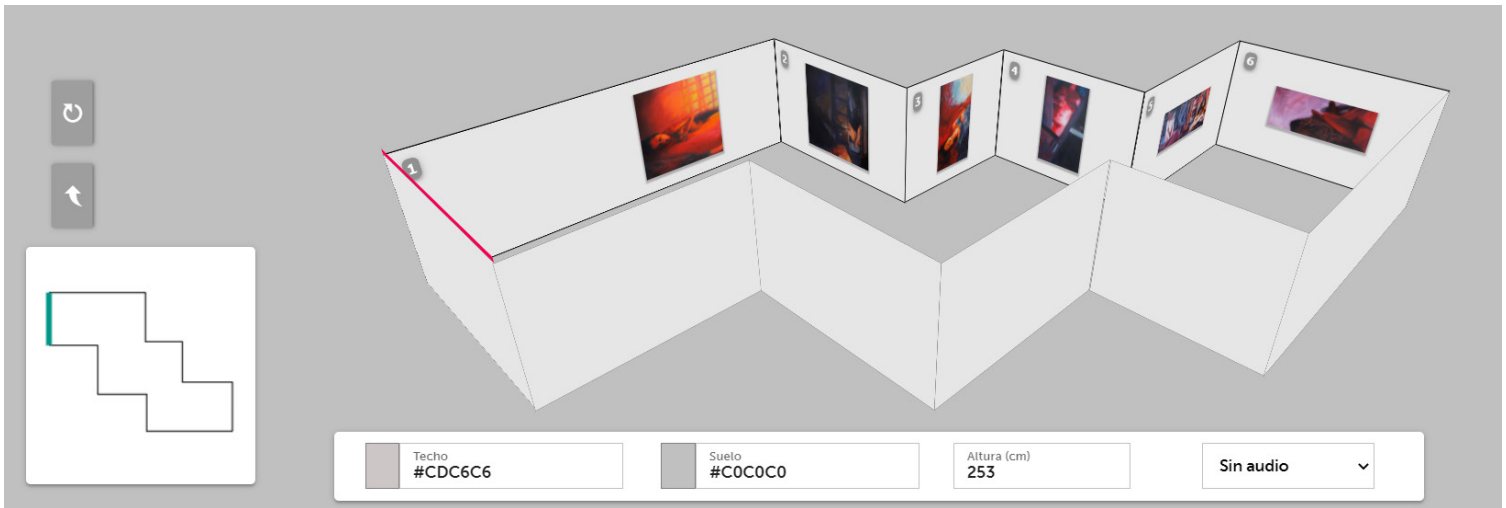 1
2
3
4
5
6
Techo
#CDC6C6
Suelo
#C0C0C0
Altura (cm)
253
Sin audio